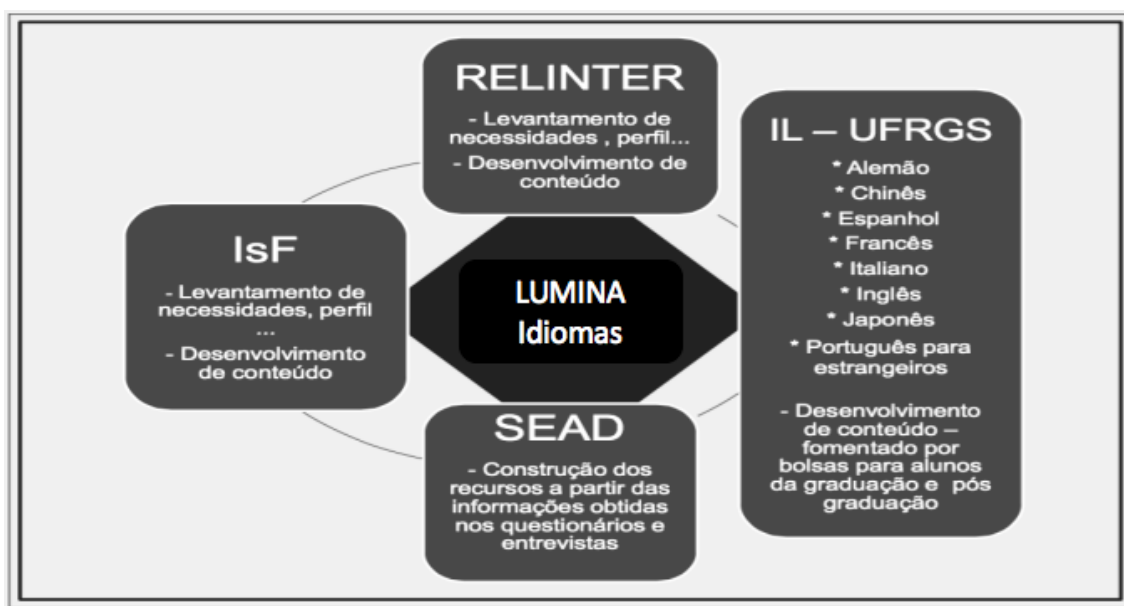 RELINTER
- Levantamento de
necessidades , perfil...
- Desenvolvimento de
conteúdo
IL – UFRGS
* Alemão
* Chinês
* Espanhol
* Francês
* Italiano
* Inglês
* Japonês
* Português para
estrangeiros
- Desenvolvimento
de conteúdo –
fomentado por
bolsas para alunos
da graduação e pós
graduação
IsF
- Levantamento de
necessidades, perfil
...
- Desenvolvimento
de conteúdo
LUMINA
Idiomas
SEAD
- Construção dos
recursos a partir das
informações obtidas
nos questionários e
entrevistas